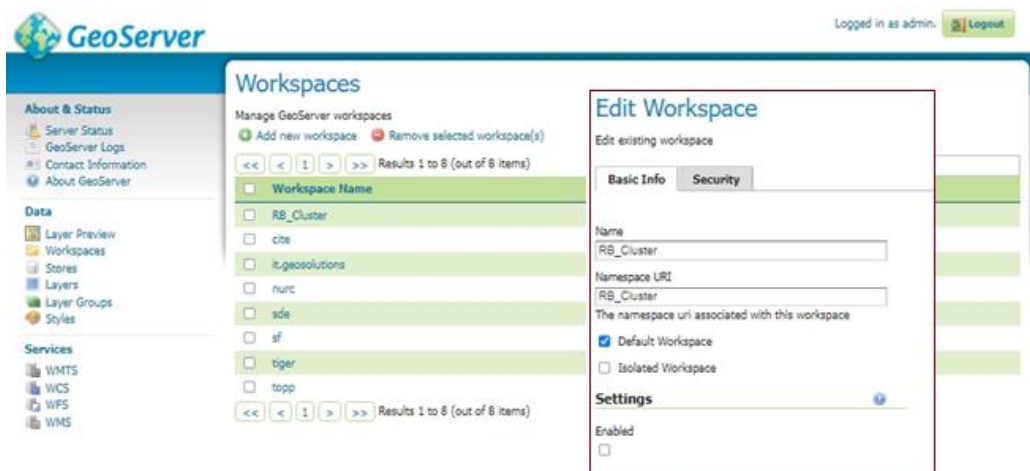 GeoServer
Logged in as admin.
Logout
About & Status
Server Status
GeoServer Logs
Contact Information
About GeoServer
Data
Layer Preview
Workspaces
Stores
Layers
Layer Groups
Styles
Services
WMTS
WCS
WFS
WMS
Workspaces
Manage GeoServer workspaces
Add new workspace Remove selected workspace(s)
<< < 1 > >> Results 1 to 8 (out of 8 items)
Workspace Name
RB_Cluster
cite
it.geosolutions
nurc
sde
sf
tiger
topp
<< < 1 > >> Results 1 to 8 (out of 8 items)
Edit Workspace
Edit existing workspace
Basic Info Security
Name
RB_Cluster
Namespace URI
RB_Cluster
The namespace uri associated with this workspace
Default Workspace
Isolated Workspace
Settings
Enabled